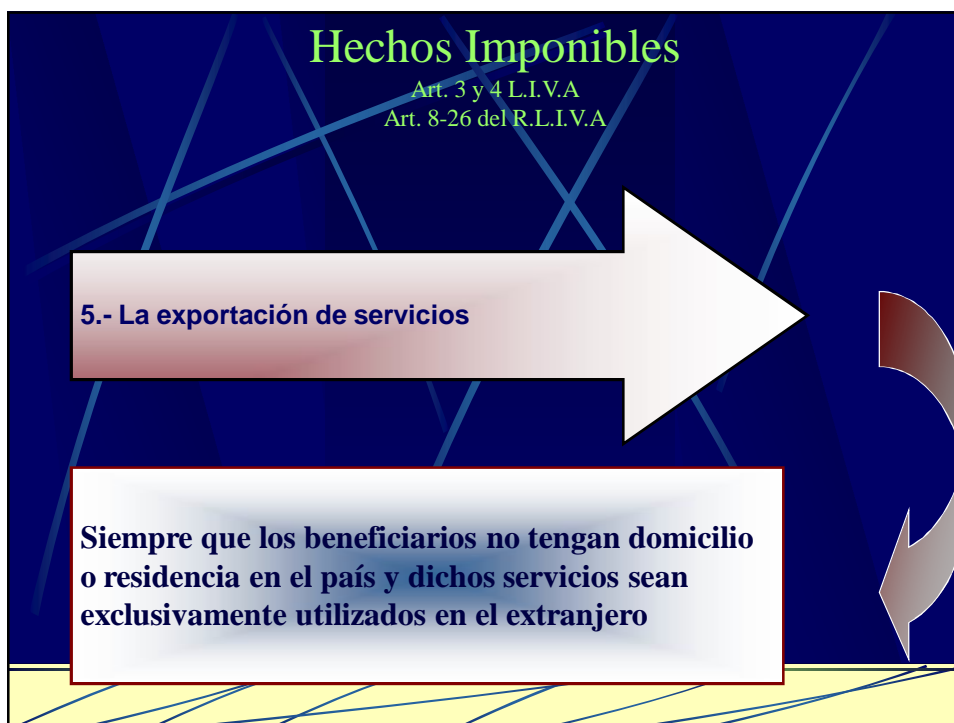 Hechos Imponibles
Art. 3 y 4 L.I.V.A
Art. 8-26 del R.L.I.V.A
5.- La exportación de servicios
Siempre que los beneficiarios no tengan domicilio
o residencia en el país y dichos servicios sean
exclusivamente utilizados en el extranjero